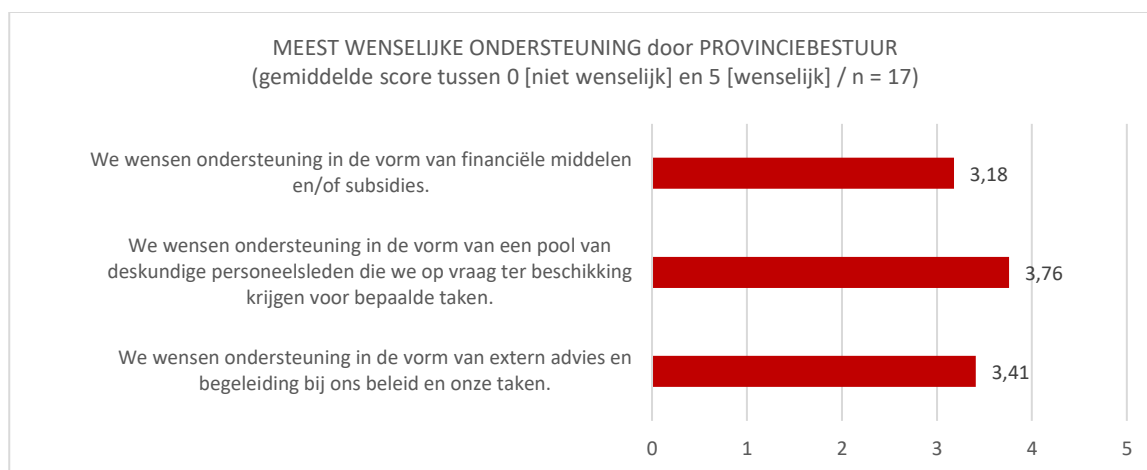 MEEST WENSELIJKE ONDERSTEUNING door PROVINCIEBESTUUR
(gemiddelde score tussen 0 [niet wenselijk] en 5 [wenselijk] / n = 17)
We wensen ondersteuning in de vorm van financiële middelen
en/of subsidies.
3,18
We wensen ondersteuning in de vorm van een pool van
deskundige personeelsleden die we op vraag ter beschikking
krijgen voor bepaalde taken.
3,76
We wensen ondersteuning in de vorm van extern advies en
begeleiding bij ons beleid en onze taken.
3,41
0 1 2 3 4 5